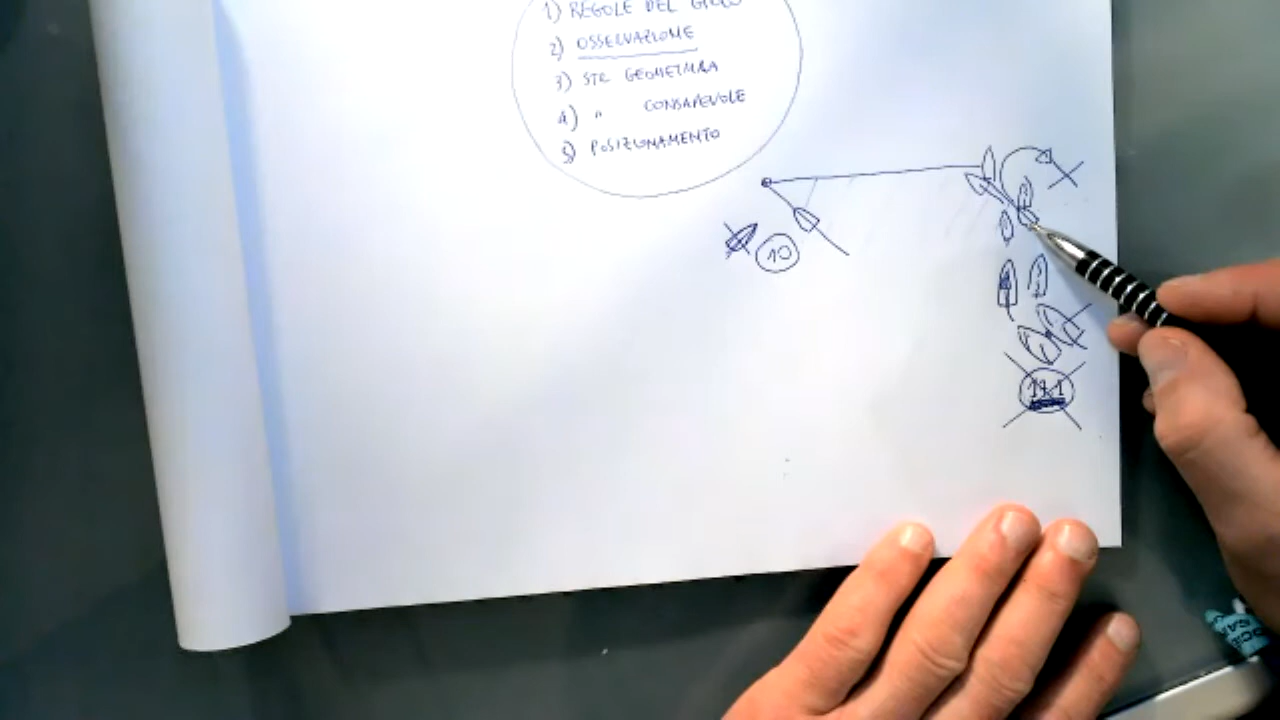 1) REGOLE DEL GIOCO
2) OSSERVAZIONE
3) STR GEOMETRICA
4) " CONSAPEVOLE
5) POSIZIONAMENTO
10